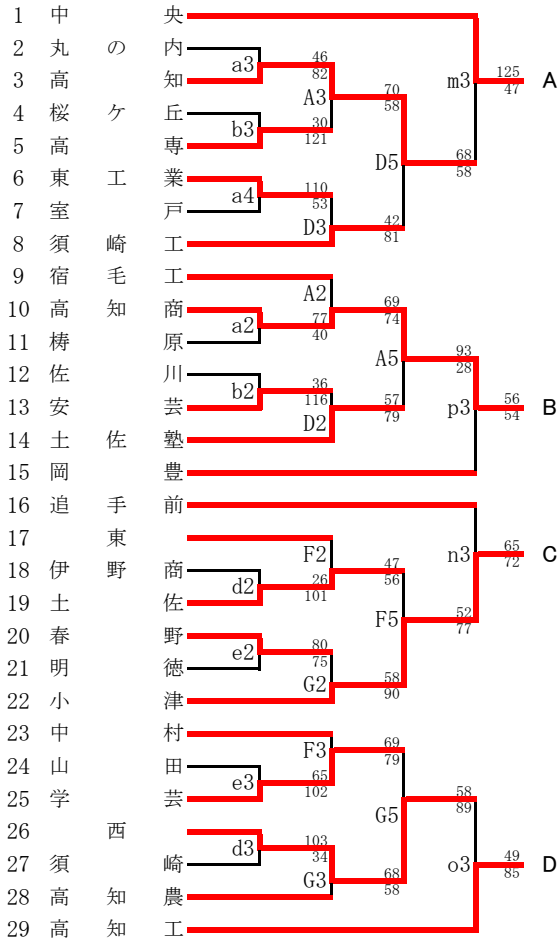 1 中央
2 丸の内
3 高知
4 桜ケ丘
5 高専
6 東工業
7 室戸
8 須崎工
9 宿毛工
10 高知商
11 梼原
12 佐川
13 安芸
14 土佐塾
15 岡豊
16 追手前
17 東
18 伊野商
19 土佐
20 春野
21 明徳
22 小津
23 中村
24 山田
25 学芸
26 西
27 須崎
28 高知農
29 高知工
a3
b3
a4
a2
b2
d2
e2
e3
d3
46
82
30
121
110
53
77
40
36
116
26
101
80
75
65
102
103
34
A3
D3
A2
D2
F2
G2
F3
G3
70
58
42
81
69
74
57
79
47
56
58
90
69
79
68
58
D5
A5
F5
G5
68
58
93
28
52
77
58
89
m3
p3
n3
o3
125
47
A
56
54
B
65
72
C
49
85
D